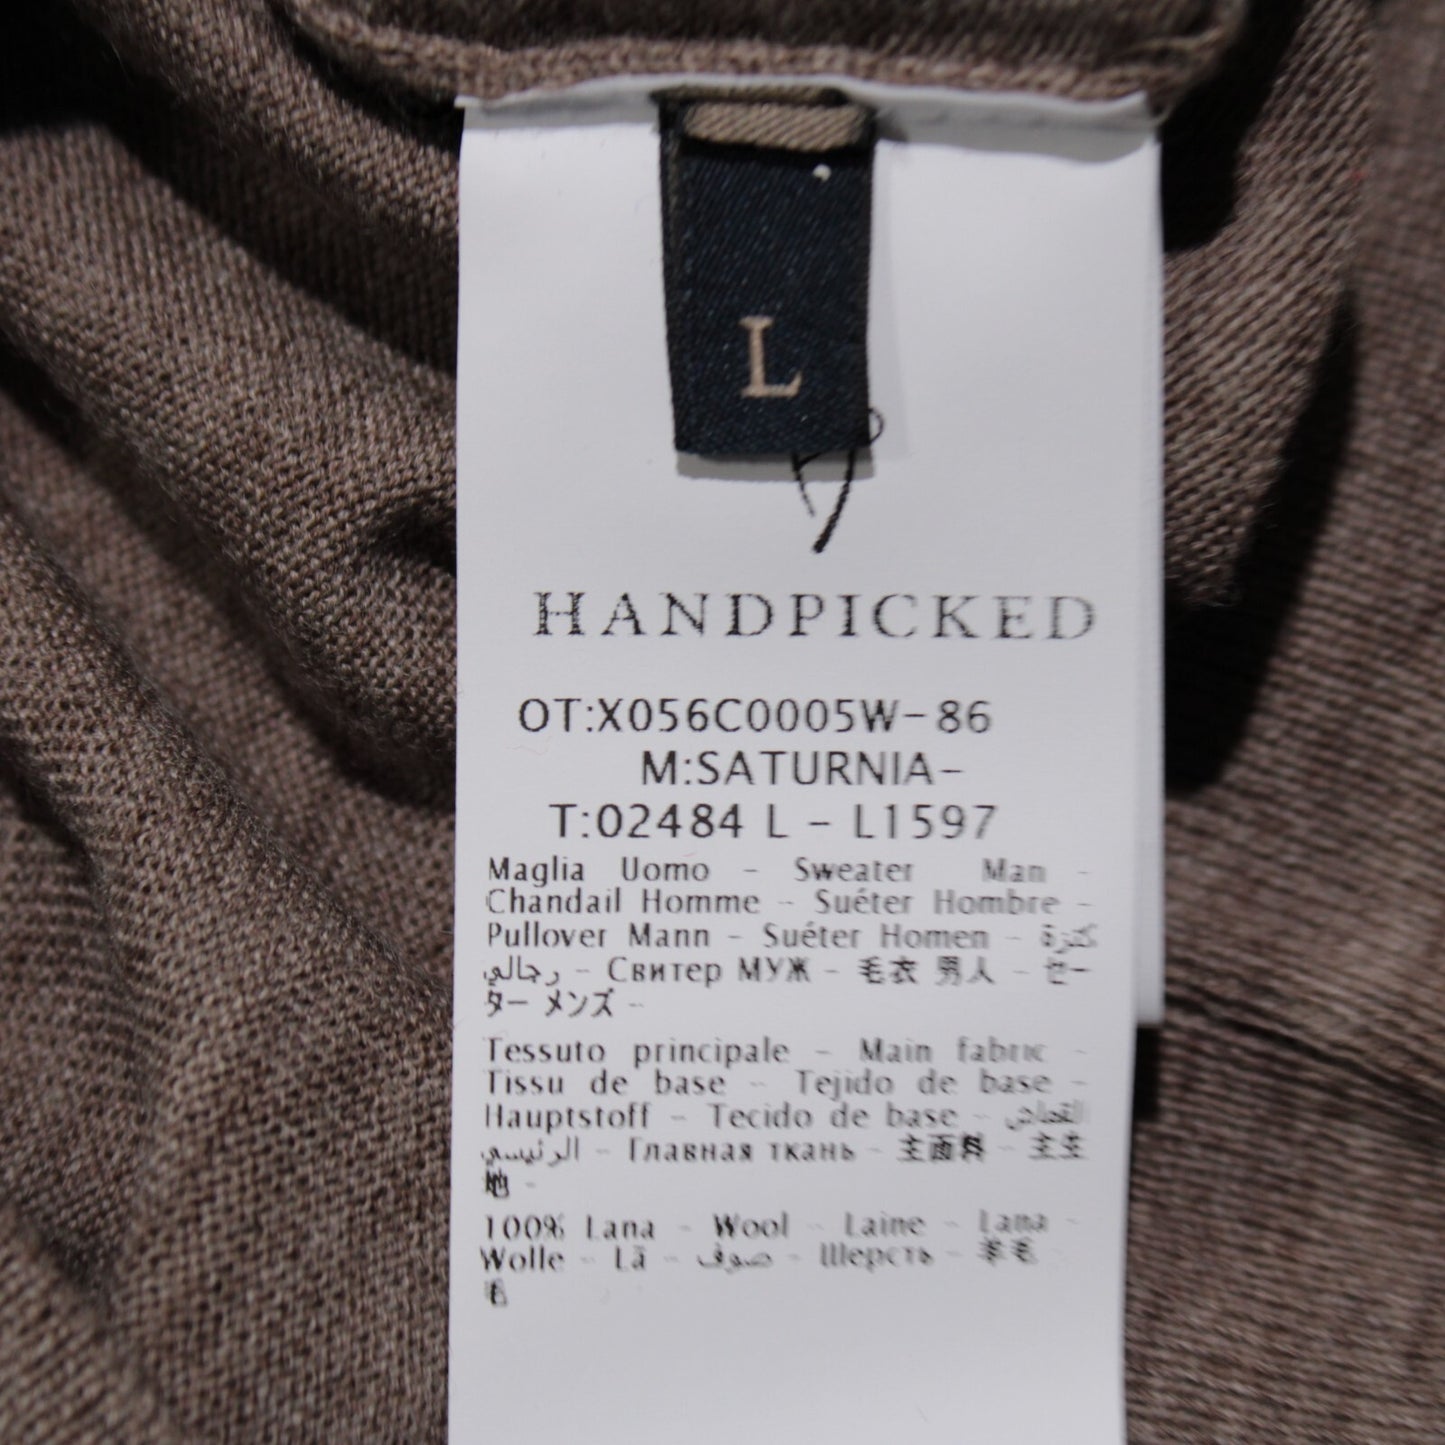 L
HANDPICKED
OT:X056C0005W-86
M:SATURNIA-
T:02484 L - L1597
Maglia Uomo - Sweater Man -
Chandail Homme - Suéter Hombre -
Pullover Mann - Suéter Homen - كنزة
رجالي - Свитер МУЖ - 毛衣 男人 - セー
ター メンズ -
Tessuto principale - Main fabric -
Tissu de base - Tejido de base -
Hauptstoff - Tecido de base - القماش
الرئيسي - Главная ткань - 主面料 - 主生
地 -
100% Lana - Wool - Laine - Lana -
Wolle - Lã - صوف - Шерсть - 羊毛
毛